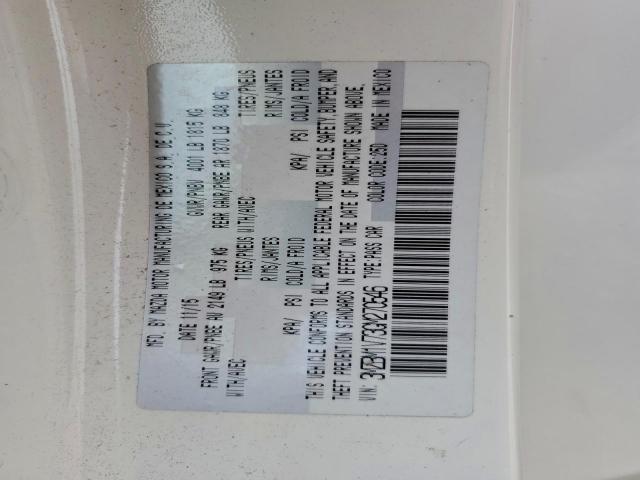 MFD. BY MAZDA MOTOR MANUFACTURING DE MEXICO S.A. DE C.V.
DATE 11/15 GVWR/PNBV 4001 LB 1815 KG
FRONT GAWR/PNBE AV 2149 LB 975 KG REAR GAWR/PNBE AR 1870 LB 848 KG
WITH/AVEC TIRES/PNEUS WITH/AVEC TIRES/PNEUS
RIMS/JANTES RIMS/JANTES
KPA/ PSI COLD/A FROID KPA/ PSI COLD/A FROID
THIS VEHICLE CONFORMS TO ALL APPLICABLE FEDERAL MOTOR VEHICLE SAFETY, BUMPER, AND
THEFT PREVENTION STANDARDS IN EFFECT ON THE DATE OF MANUFACTURE SHOWN ABOVE.
VIN: 3MZBM1V73GM270546 TYPE:PASS CAR COLOR CODE:26D MADE IN MEXICO